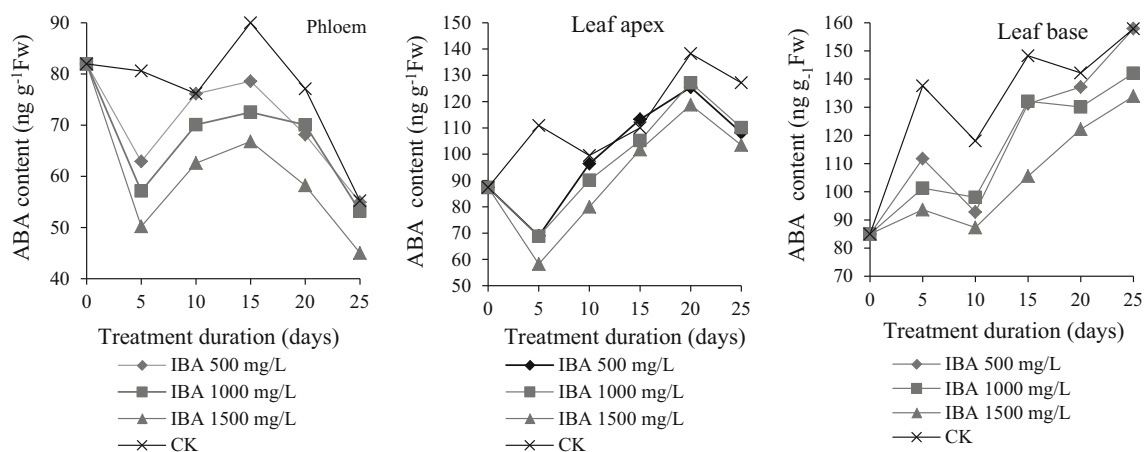 Phloem
ABA content (ng g⁻¹Fw)
90
80
70
60
50
40
0 5 10 15 20 25
Treatment duration (days)
IBA 500 mg/L
IBA 1000 mg/L
IBA 1500 mg/L
CK
Leaf apex
ABA content (ng g⁻¹Fw)
150
140
130
120
110
100
90
80
70
60
50
0 5 10 15 20 25
Treatment duration (days)
IBA 500 mg/L
IBA 1000 mg/L
IBA 1500 mg/L
CK
Leaf base
ABA content (ng g₋₁Fw)
160
150
140
130
120
110
100
90
80
70
0 5 10 15 20 25
Treatment duration (days)
IBA 500 mg/L
IBA 1000 mg/L
IBA 1500 mg/L
CK